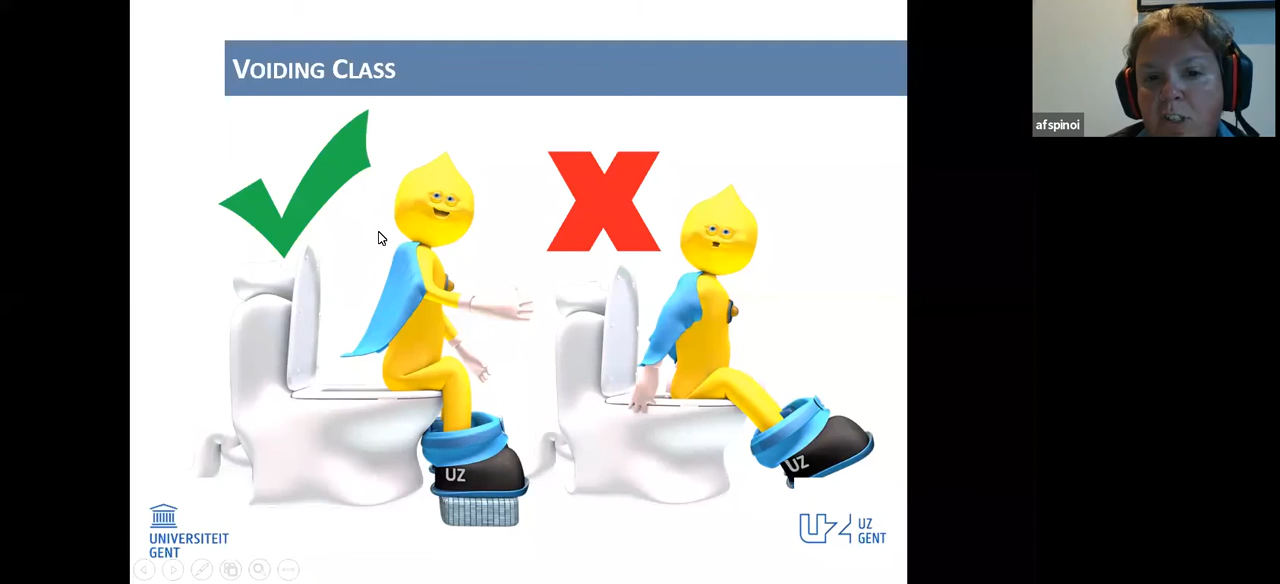 VOIDING CLASS
afspinoi
UZ
UZ
UNIVERSITEIT
GENT
UZ
GENT